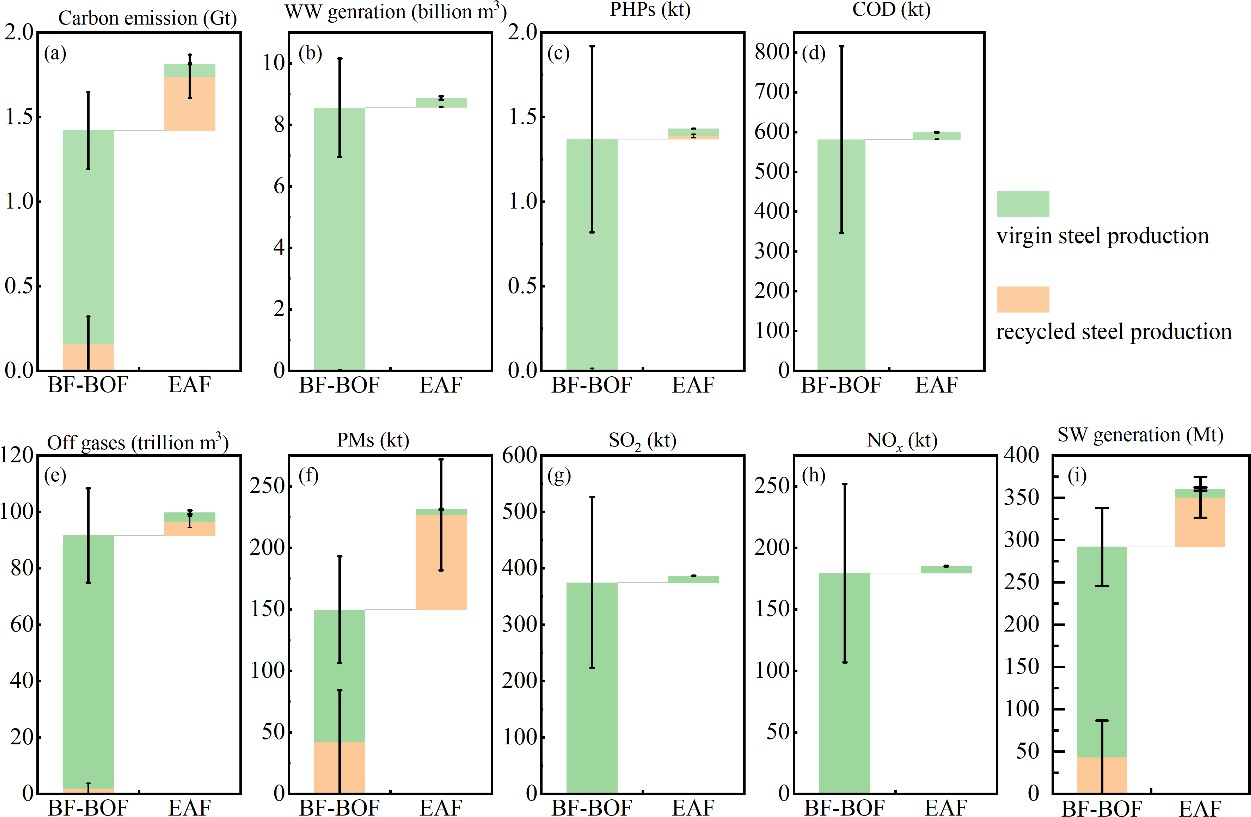 Carbon emission (Gt)
WW genration (billion m³)
PHPs (kt)
COD (kt)
(a)
2.0
1.5
1.0
0.5
0.0
BF-BOF EAF
(b)
10
8
6
4
2
0
BF-BOF EAF
(c)
2.0
1.5
1.0
0.5
0.0
BF-BOF EAF
(d)
800
700
600
500
400
300
200
100
0
BF-BOF EAF
virgin steel production
recycled steel production
Off gases (trillion m³)
PMs (kt)
SO₂ (kt)
NOₓ (kt)
SW generation (Mt)
(e)
120
100
80
60
40
20
0
BF-BOF EAF
(f)
250
200
150
100
50
0
BF-BOF EAF
(g)
600
500
400
300
200
100
0
BF-BOF EAF
(h)
250
200
150
100
50
0
BF-BOF EAF
(i)
400
350
300
250
200
150
100
50
0
BF-BOF EAF